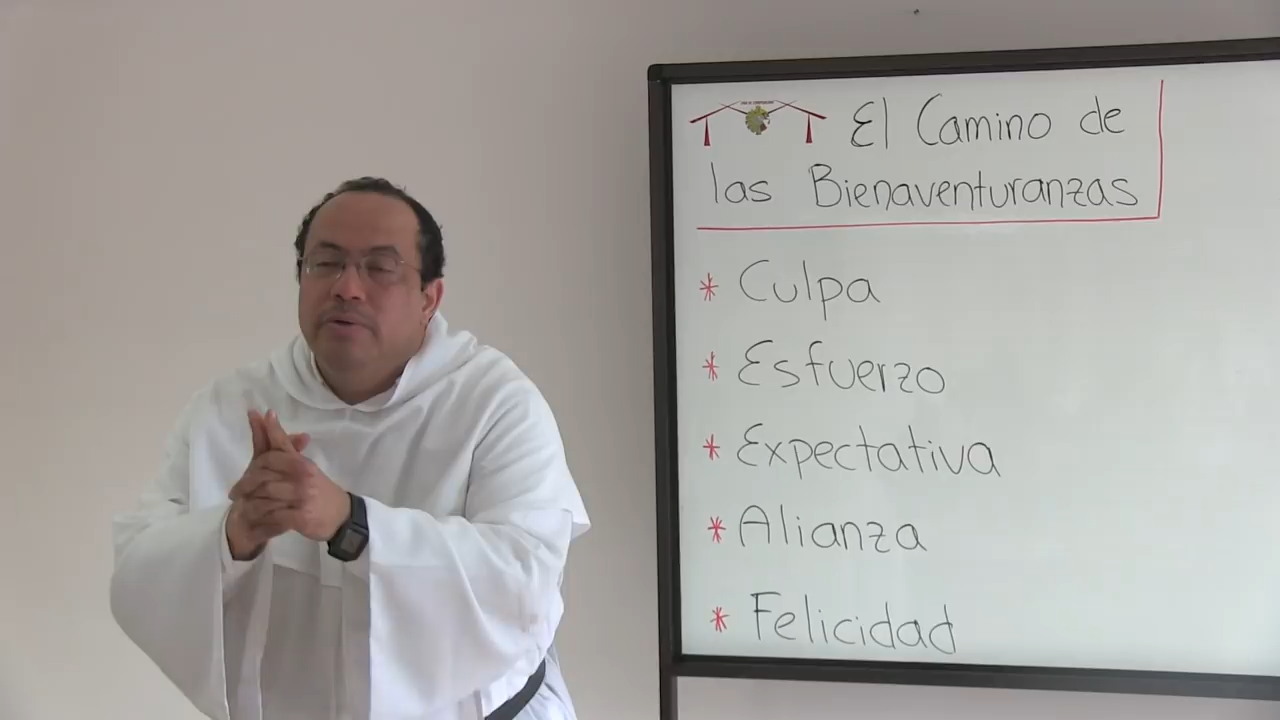 El Camino de
las Bienaventuranzas
* Culpa
* Esfuerzo
* Expectativa
* Alianza
* Felicidad